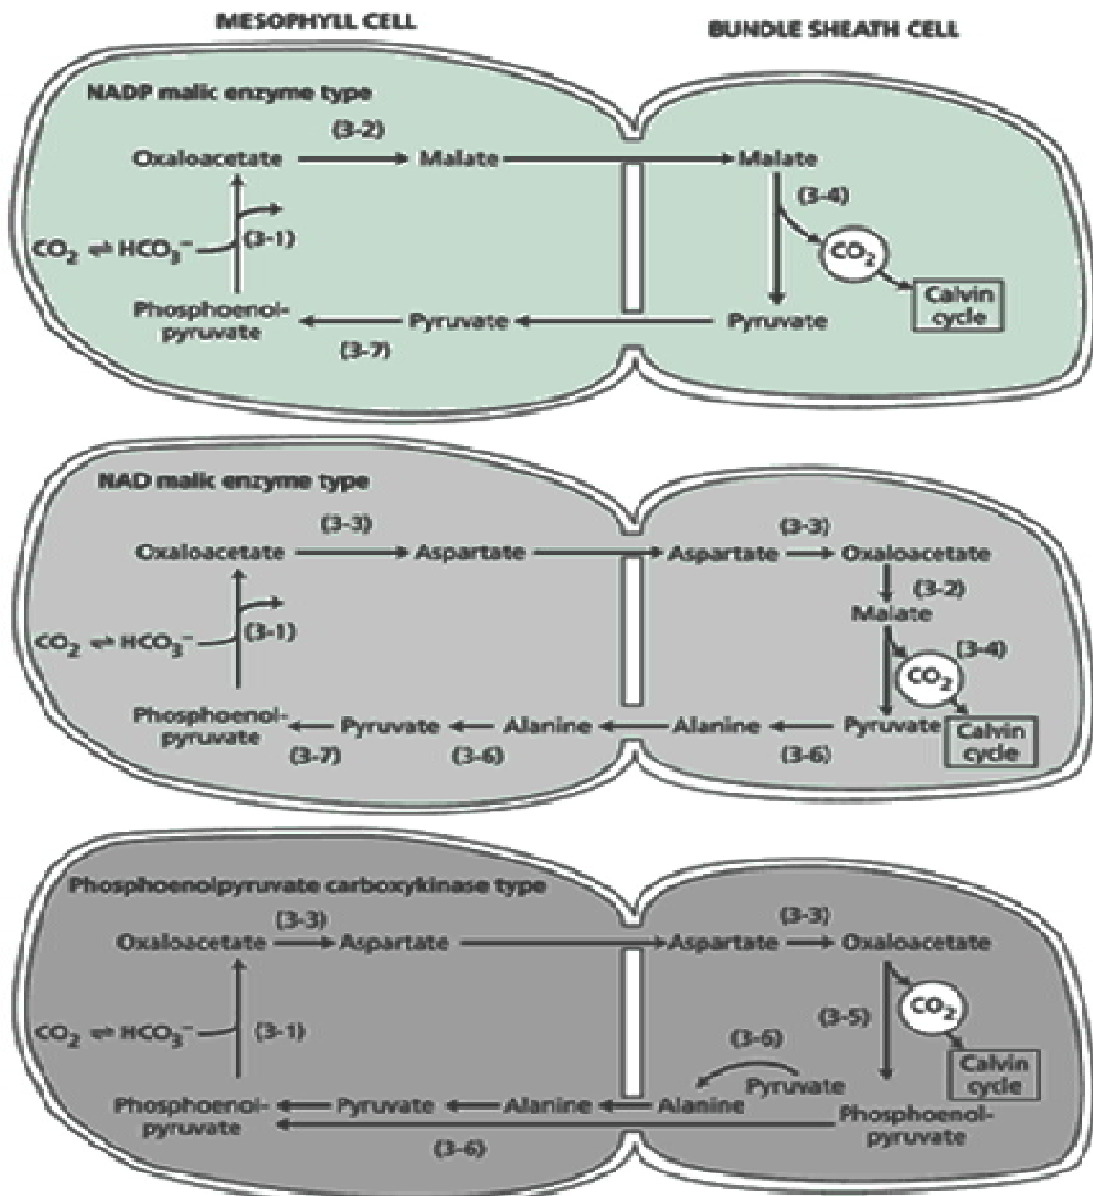 MESOPHYLL CELL
BUNDLE SHEATH CELL
NADP malic enzyme type
(3-2)
Oxaloacetate
Malate
Malate
(3-4)
CO2 ⇌ HCO3−
(3-1)
CO2
Calvin
cycle
Phosphoenol-
pyruvate
Pyruvate
Pyruvate
(3-7)
NAD malic enzyme type
(3-3)
(3-3)
Oxaloacetate
Aspartate
Aspartate
Oxaloacetate
(3-2)
Malate
CO2 ⇌ HCO3−
(3-1)
(3-4)
CO2
Phosphoenol-
pyruvate
Pyruvate
Alanine
Alanine
Pyruvate
Calvin
cycle
(3-7)
(3-6)
(3-6)
Phosphoenolpyruvate carboxykinase type
(3-3)
(3-3)
Oxaloacetate
Aspartate
Aspartate
Oxaloacetate
CO2
CO2 ⇌ HCO3−
(3-1)
(3-5)
(3-6)
Calvin
cycle
Pyruvate
Phosphoenol-
pyruvate
Pyruvate
Alanine
Alanine
Phosphoenol-
pyruvate
(3-6)